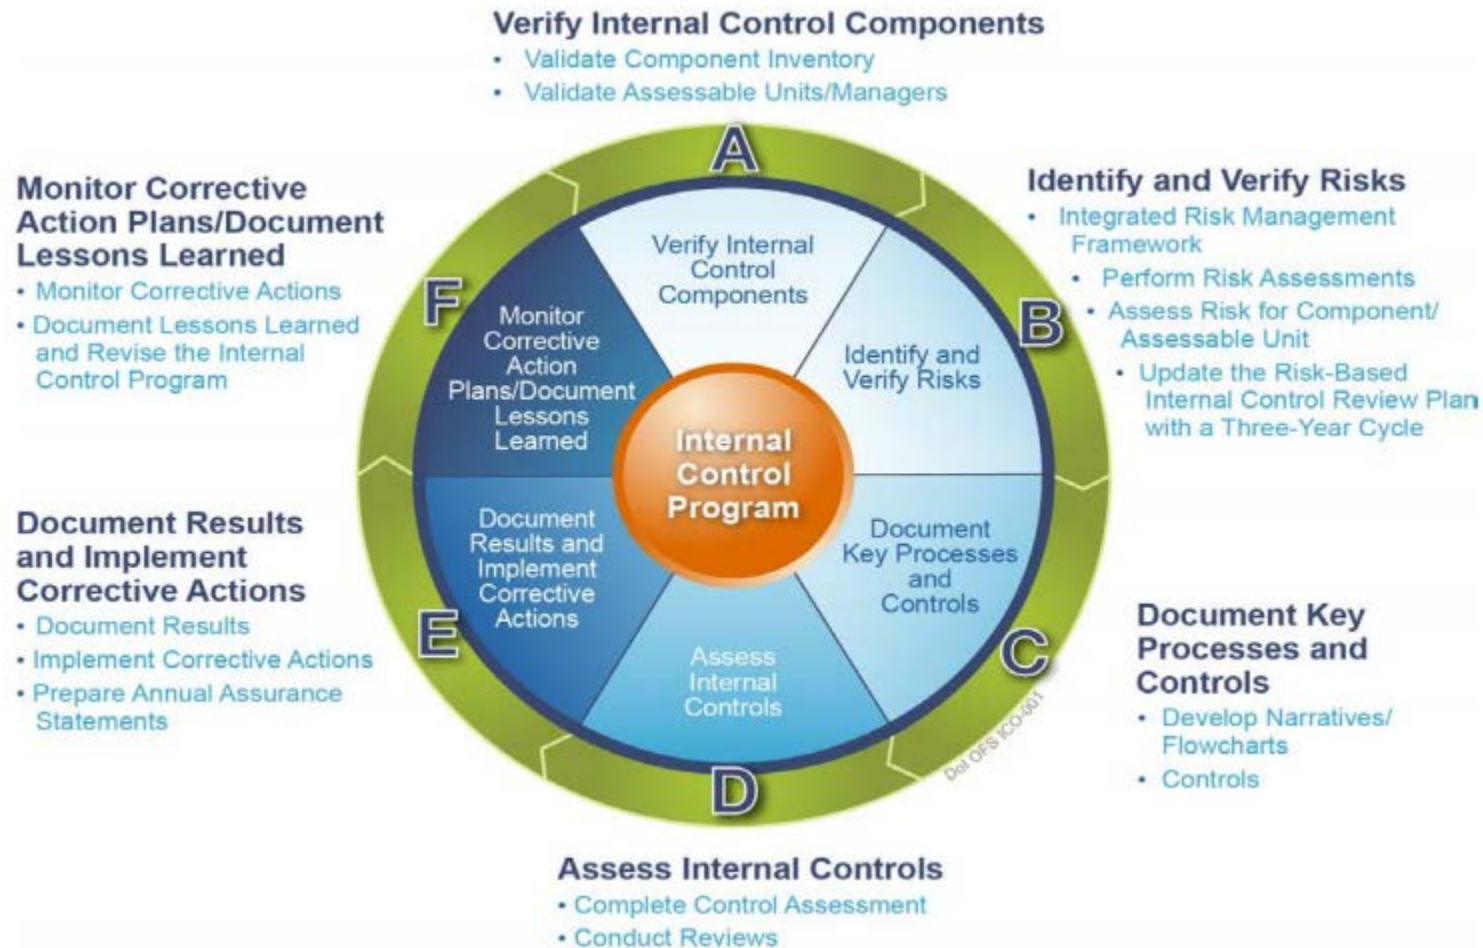 Verify Internal Control Components
• Validate Component Inventory
• Validate Assessable Units/Managers
A
Identify and Verify Risks
• Integrated Risk Management
Framework
• Perform Risk Assessments
• Assess Risk for Component/
Assessable Unit
• Update the Risk-Based
Internal Control Review Plan
with a Three-Year Cycle
B
Document Key
Processes and
Controls
• Develop Narratives/
Flowcharts
• Controls
C
Assess Internal Controls
• Complete Control Assessment
• Conduct Reviews
D
Document Results
and Implement
Corrective Actions
• Document Results
• Implement Corrective Actions
• Prepare Annual Assurance
Statements
E
Monitor Corrective
Action Plans/Document
Lessons Learned
• Monitor Corrective Actions
• Document Lessons Learned
and Revise the Internal
Control Program
F
Verify Internal
Control
Components
Identify and
Verify Risks
Document
Key Processes
and
Controls
Assess
Internal
Controls
Document
Results and
Implement
Corrective
Actions
Monitor
Corrective
Action
Plans/Document
Lessons
Learned
Internal
Control
Program
DoI OFS ICO-001